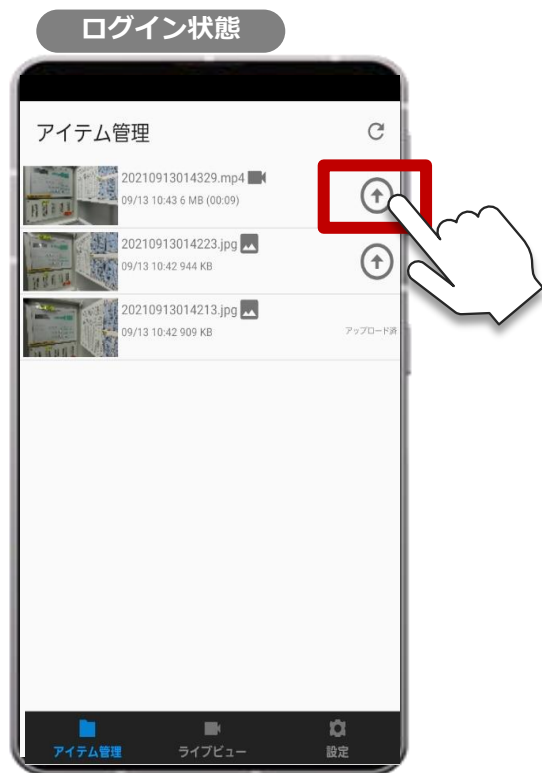 ログイン状態
アイテム管理
20210913014329.mp4
09/13 10:43 6 MB (00:09)
20210913014223.jpg
09/13 10:42 944 KB
20210913014213.jpg
09/13 10:42 909 KB
アップロード済
アイテム管理
ライブビュー
設定